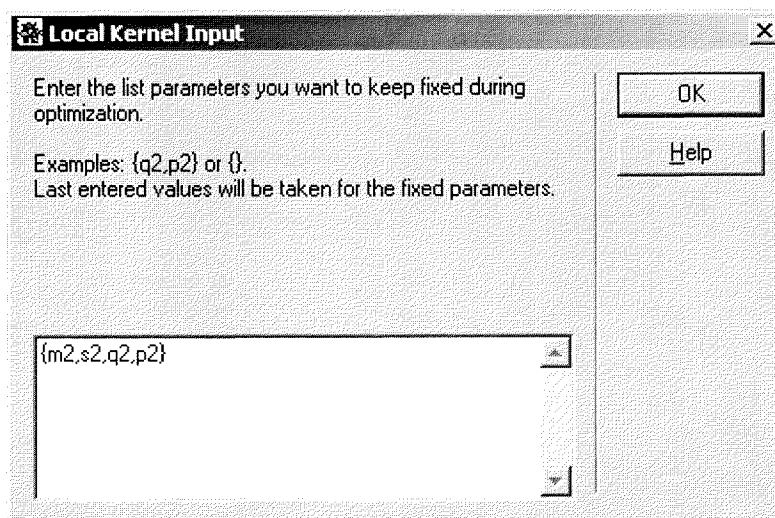 Local Kernel Input
Enter the list parameters you want to keep fixed during
optimization.
Examples: {q2,p2} or {}.
Last entered values will be taken for the fixed parameters.
OK
Help
{m2,s2,q2,p2}